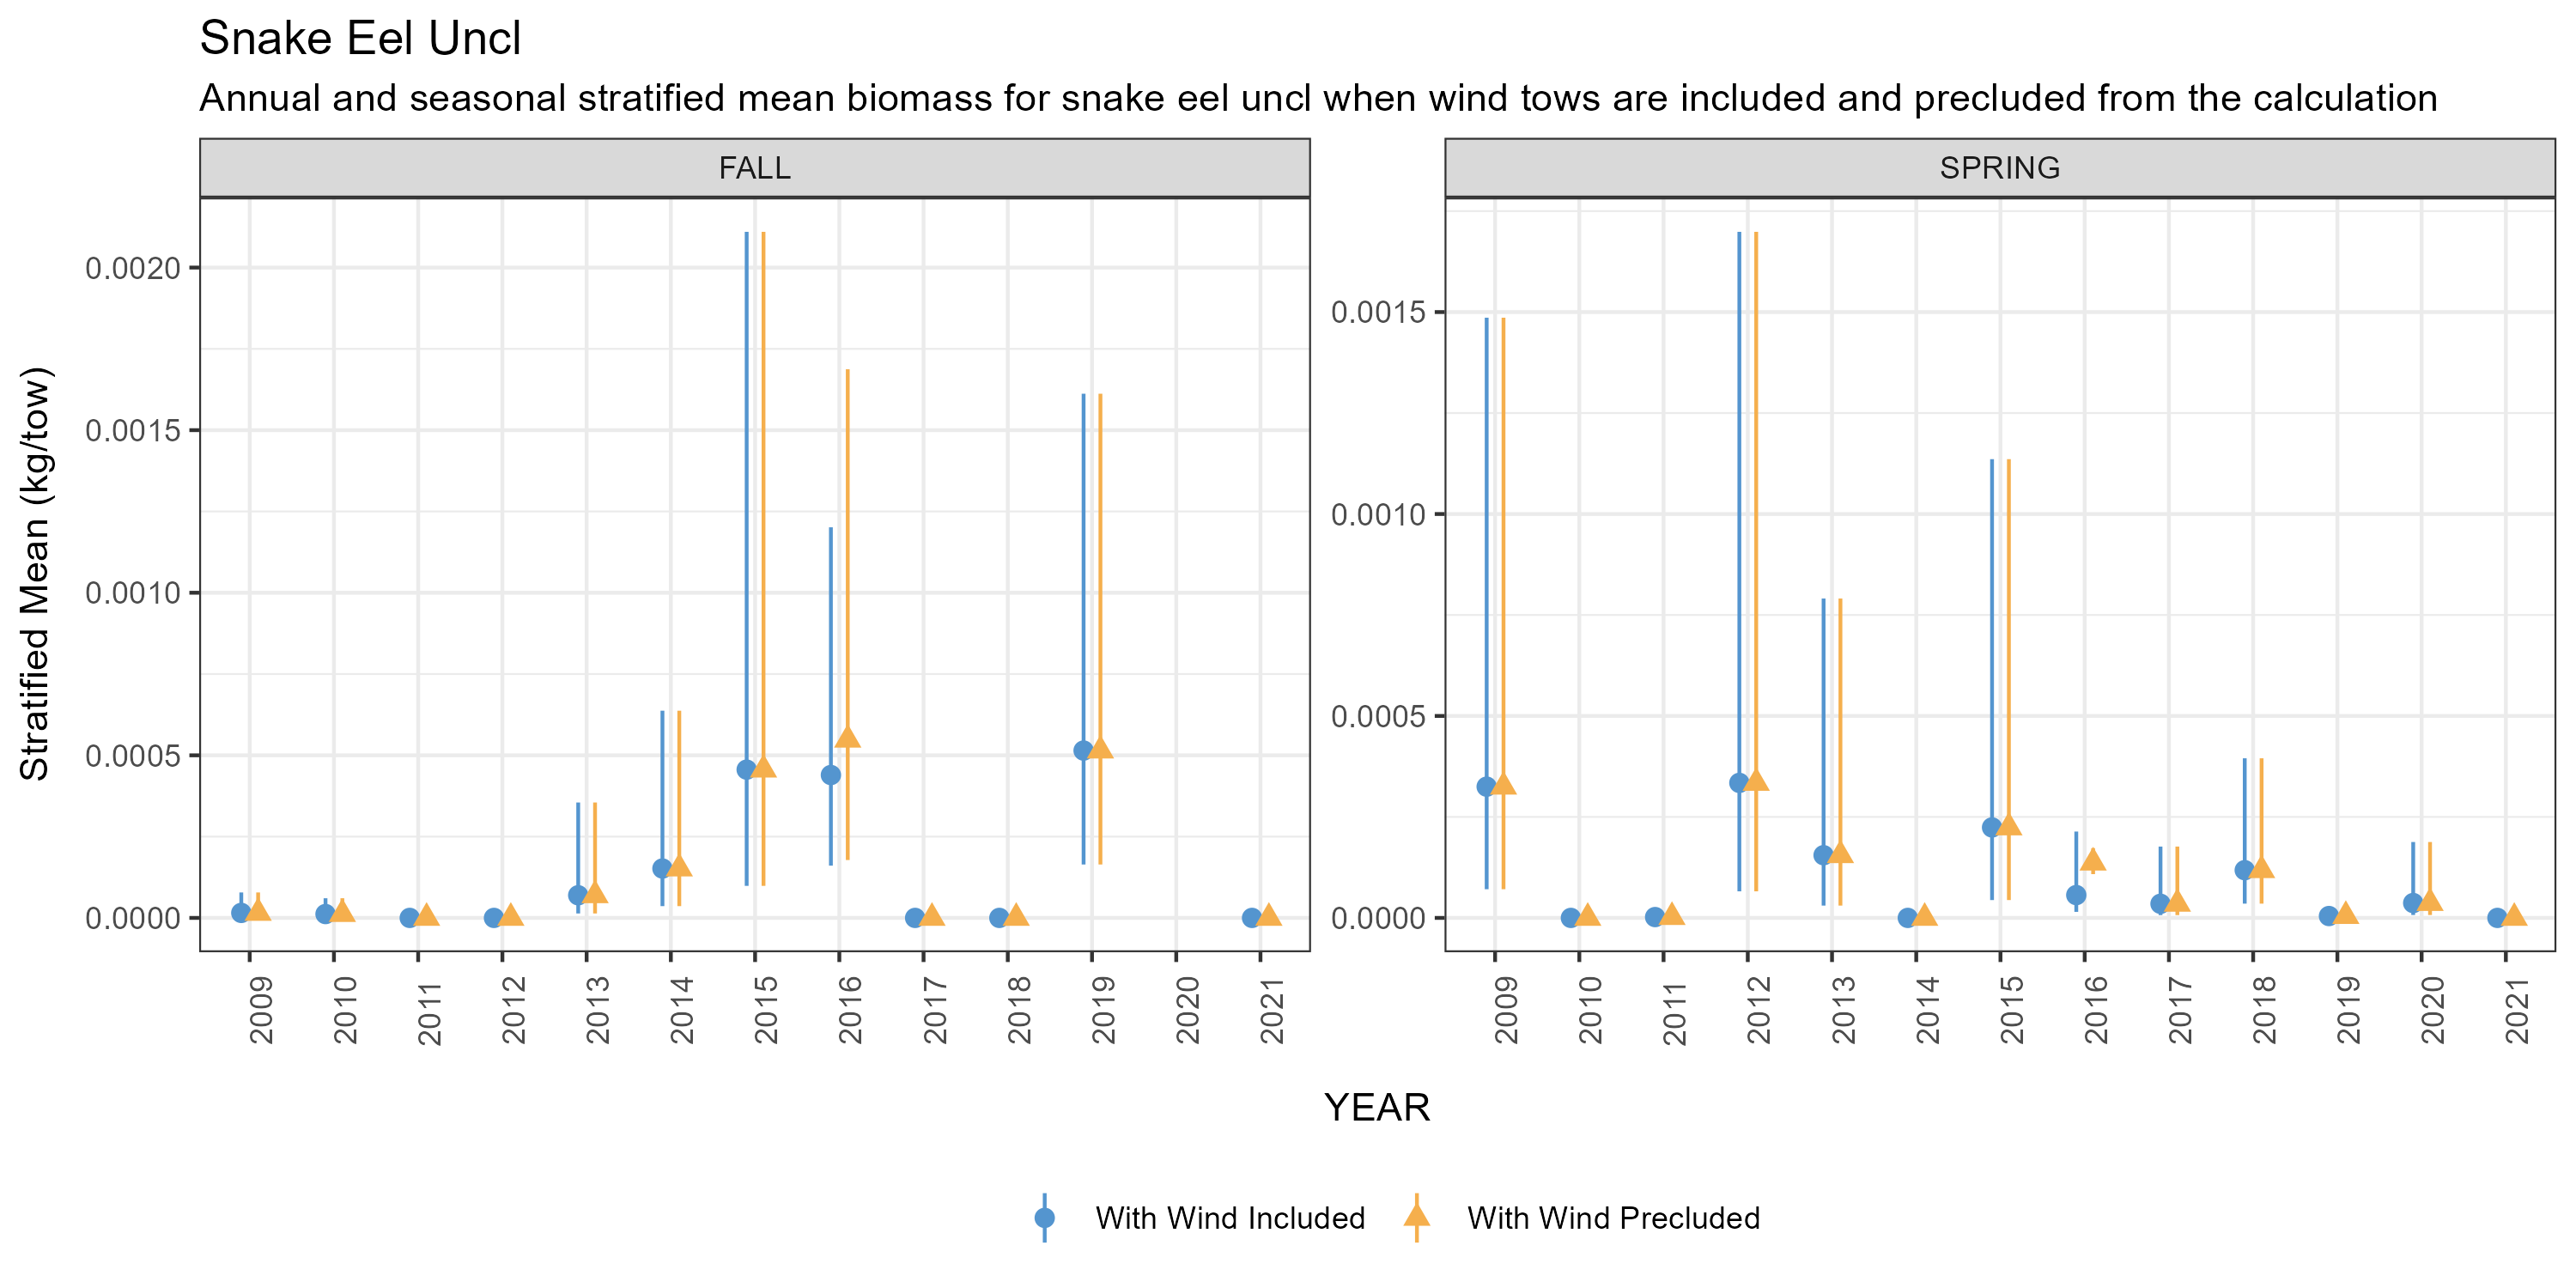 Snake Eel Uncl
Annual and seasonal stratified mean biomass for snake eel uncl when wind tows are included and precluded from the calculation
FALL
SPRING
Stratified Mean (kg/tow)
0.0020
0.0015
0.0010
0.0005
0.0000
0.0015
0.0010
0.0005
0.0000
2009 2010 2011 2012 2013 2014 2015 2016 2017 2018 2019 2020 2021
2009 2010 2011 2012 2013 2014 2015 2016 2017 2018 2019 2020 2021
YEAR
With Wind Included
With Wind Precluded